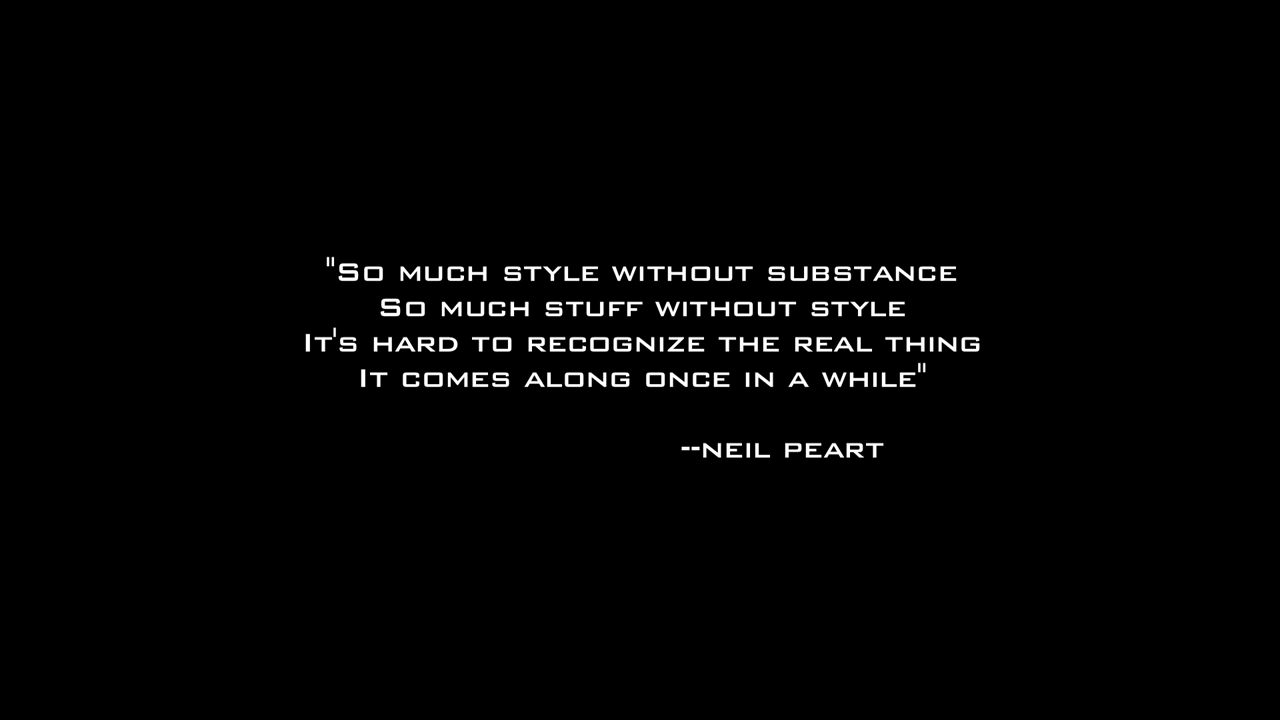 "So much style without substance
So much stuff without style
It's hard to recognize the real thing
It comes along once in a while"
--Neil Peart